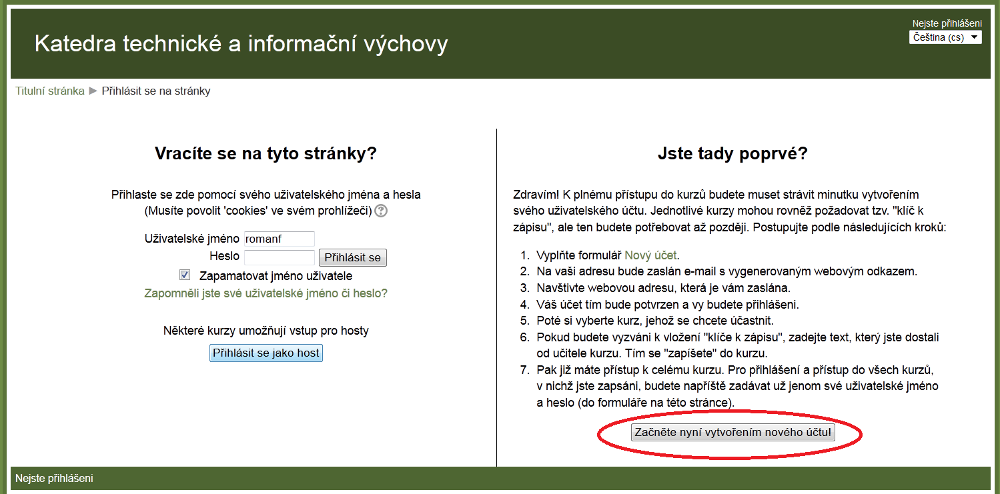 Nejste přihlášeni
Čeština (cs)
Katedra technické a informační výchovy
Titulní stránka ► Přihlásit se na stránky
Vracíte se na tyto stránky?
Přihlaste se zde pomocí svého uživatelského jména a hesla
(Musíte povolit 'cookies' ve svém prohlížeči) ?
Uživatelské jméno romanf
Heslo Přihlásit se
Zapamatovat jméno uživatele
Zapomněli jste své uživatelské jméno či heslo?
Některé kurzy umožňují vstup pro hosty
Přihlásit se jako host
Jste tady poprvé?
Zdravím! K plnému přístupu do kurzů budete muset strávit minutku vytvořením
svého uživatelského účtu. Jednotlivé kurzy mohou rovněž požadovat tzv. "klíč k
zápisu", ale ten budete potřebovat až později. Postupujte podle následujících kroků:
1. Vyplňte formulář Nový účet.
2. Na vaši adresu bude zaslán e-mail s vygenerovaným webovým odkazem.
3. Navštivte webovou adresu, která je vám zaslána.
4. Váš účet tím bude potvrzen a vy budete přihlášeni.
5. Poté si vyberte kurz, jehož se chcete účastnit.
6. Pokud budete vyzváni k vložení "klíče k zápisu", zadejte text, který jste dostali
od učitele kurzu. Tím se "zapíšete" do kurzu.
7. Pak již máte přístup k celému kurzu. Pro přihlášení a přístup do všech kurzů,
v nichž jste zapsáni, budete napříště zadávat už jenom své uživatelské jméno
a heslo (do formuláře na této stránce).
Začněte nyní vytvořením nového účtu!
Nejste přihlášeni